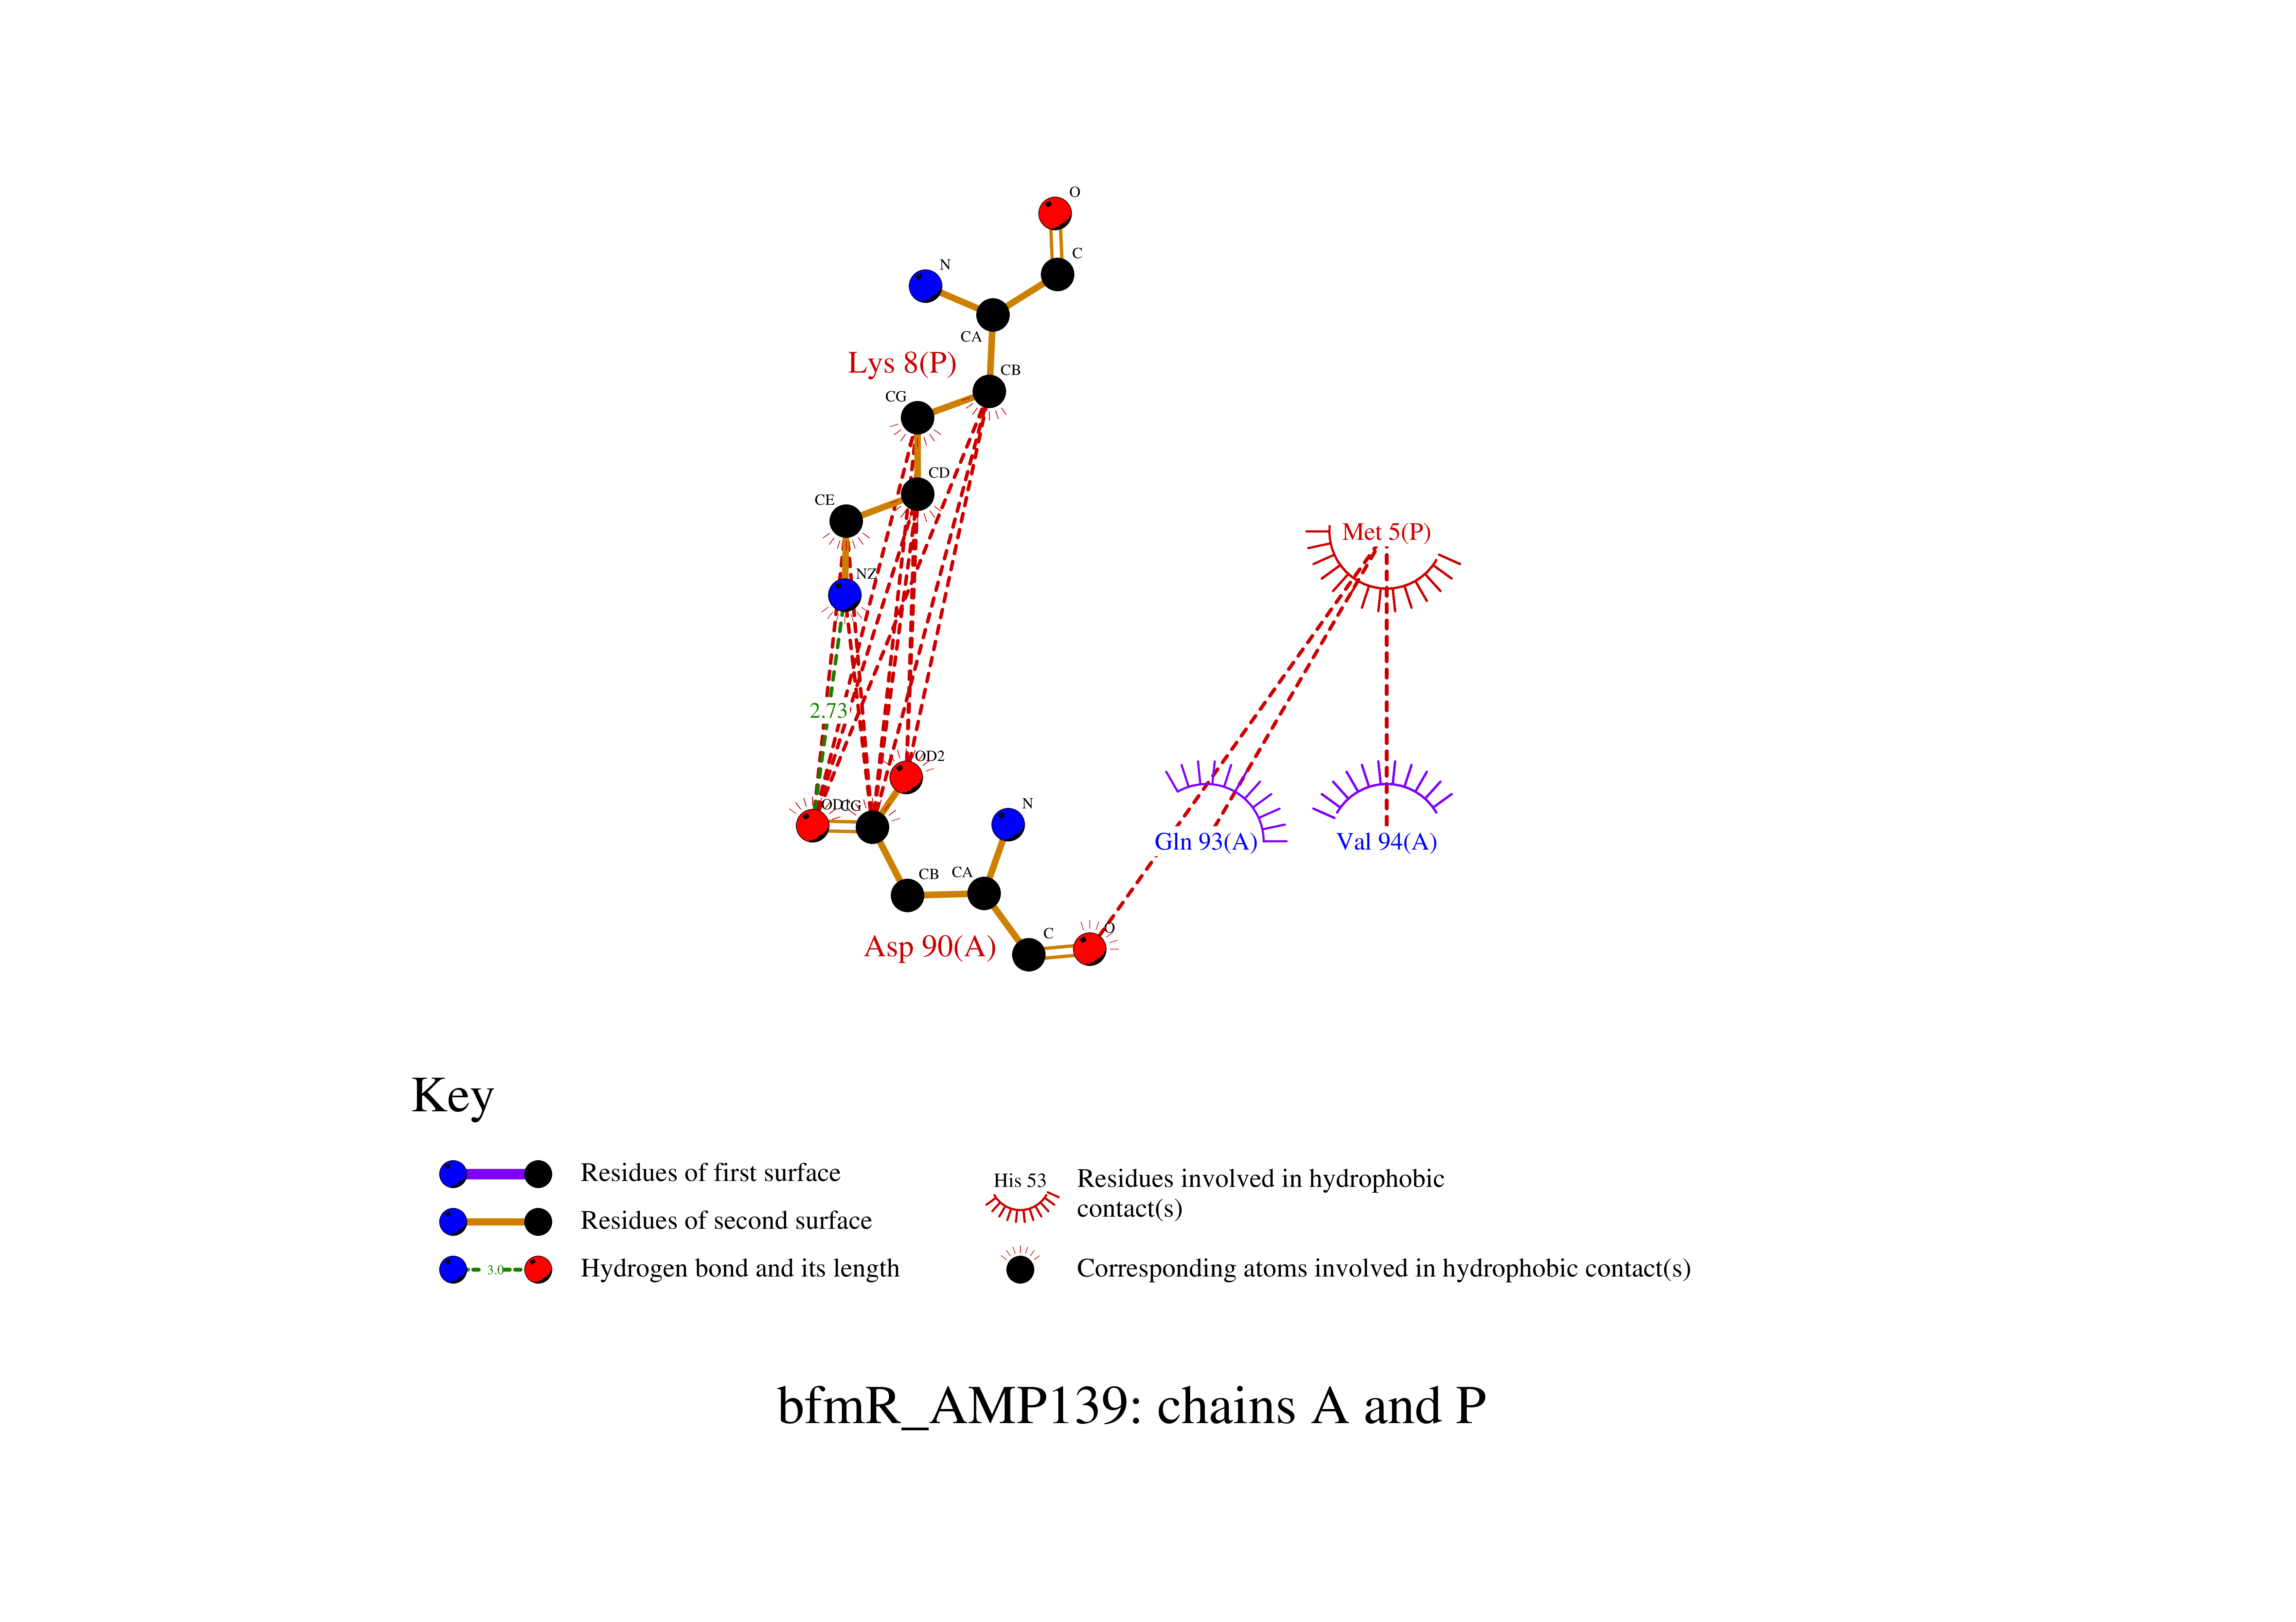 O
C
N
CA
Lys 8(P)
CB
CG
CD
CE
Met 5(P)
NZ
2.73
OD2
OD1
CG
N
Gln 93(A)
Val 94(A)
CB
CA
O
C
Asp 90(A)
Key
Residues of first surface
Residues of second surface
3.0
Hydrogen bond and its length
His 53
Residues involved in hydrophobic
contact(s)
Corresponding atoms involved in hydrophobic contact(s)
bfmR_AMP139: chains A and P